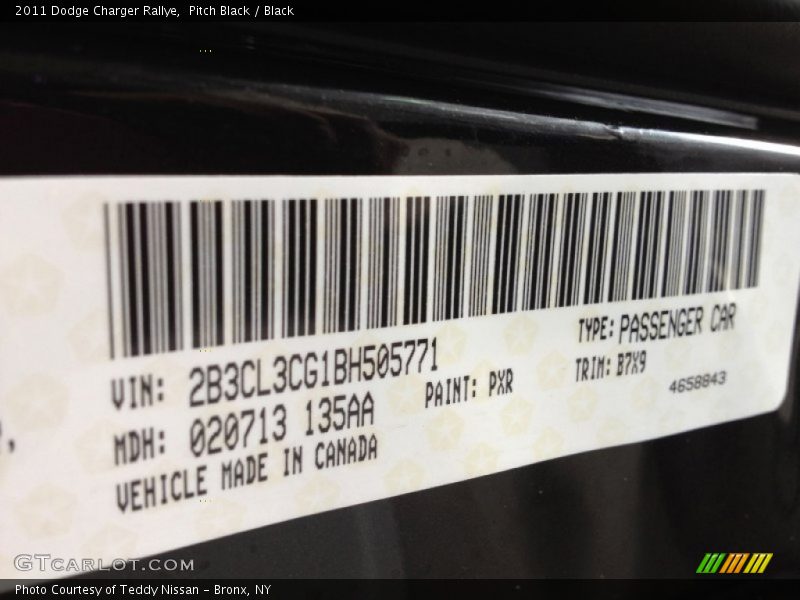 2011 Dodge Charger Rallye, Pitch Black / Black
TYPE: PASSENGER CAR
VIN: 2B3CL3CG1BH505771
PAINT: PXR
TRIM: B7X9
4658843
MDH: 020713 135AA
VEHICLE MADE IN CANADA
GTCARLOT.COM
Photo Courtesy of Teddy Nissan - Bronx, NY